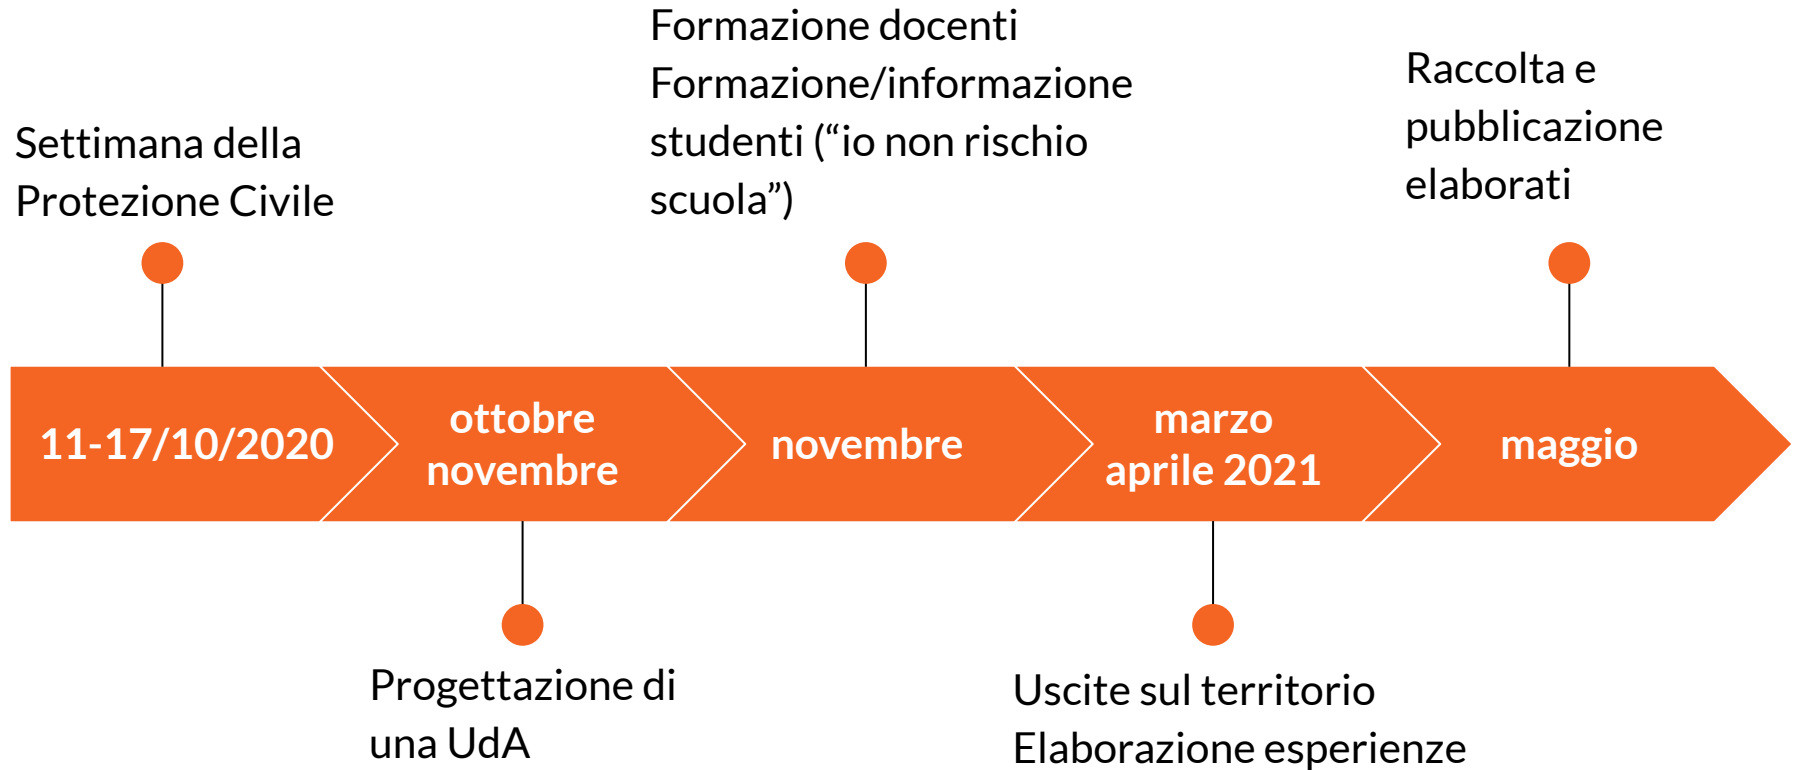 Formazione docenti
Formazione/informazione
studenti (“io non rischio
scuola”)
Raccolta e
pubblicazione
elaborati
Settimana della
Protezione Civile
11-17/10/2020
ottobre
novembre
novembre
marzo
aprile 2021
maggio
Progettazione di
una UdA
Uscite sul territorio
Elaborazione esperienze